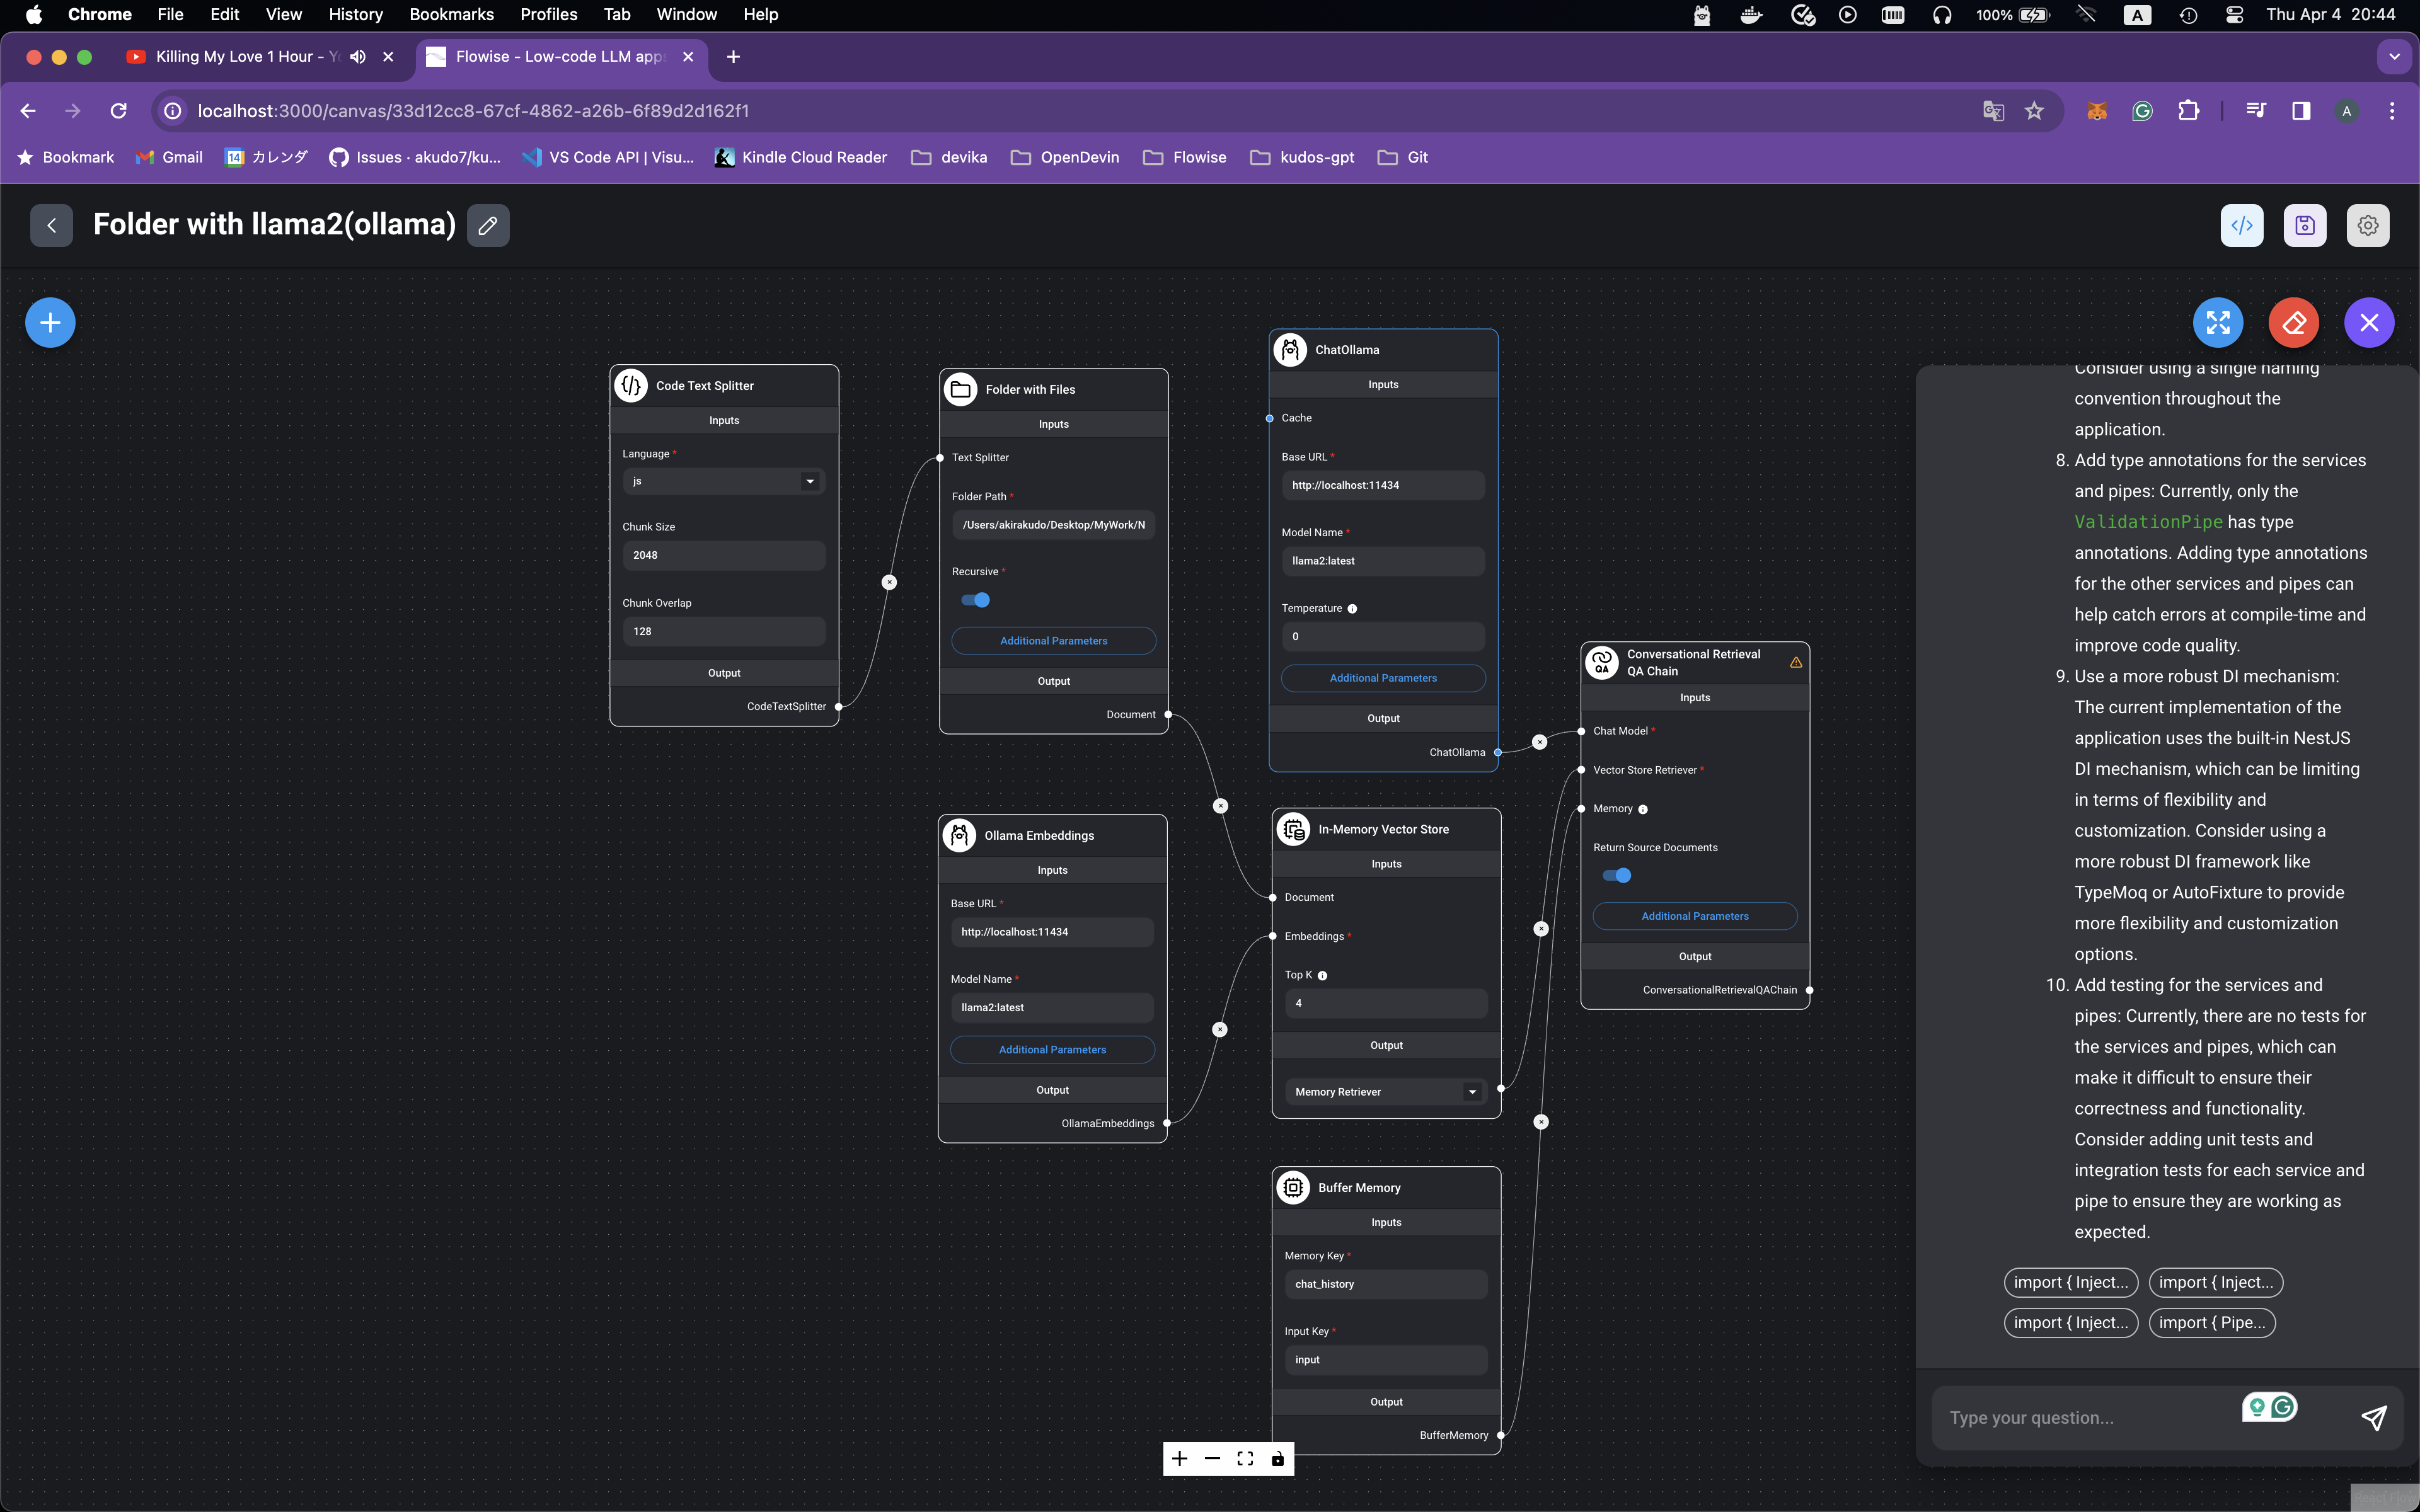 Chrome File Edit View History Bookmarks Profiles Tab Window Help 100% A Thu Apr 4 20:44
Killing My Love 1 Hour - Flowise - Low-code LLM apps
localhost:3000/canvas/33d12cc8-67cf-4862-a26b-6f89d2d162f1 A
Bookmark Gmail 14 カレンダ Issues · akudo7/ku... VS Code API | Visu... Kindle Cloud Reader devika OpenDevin Flowise kudos-gpt Git
Folder with llama2(ollama)
Code Text Splitter
Inputs
Language *
js
Chunk Size
2048
Chunk Overlap
128
Output
CodeTextSplitter
Folder with Files
Inputs
Text Splitter
Folder Path *
/Users/akirakudo/Desktop/MyWork/N
Recursive *
Additional Parameters
Output
Document
ChatOllama
Inputs
Cache
Base URL *
http://localhost:11434
Model Name *
llama2:latest
Temperature
0
Additional Parameters
Output
ChatOllama
Ollama Embeddings
Inputs
Base URL *
http://localhost:11434
Model Name *
llama2:latest
Additional Parameters
Output
OllamaEmbeddings
In-Memory Vector Store
Inputs
Document
Embeddings *
Top K
4
Output
Memory Retriever
Buffer Memory
Inputs
Memory Key *
chat_history
Input Key *
input
Output
BufferMemory
QA
Conversational Retrieval
QA Chain
Inputs
Chat Model *
Vector Store Retriever *
Memory
Return Source Documents
Additional Parameters
Output
ConversationalRetrievalQAChain
Consider using a single naming
convention throughout the
application.
8. Add type annotations for the services
and pipes: Currently, only the
ValidationPipe has type
annotations. Adding type annotations
for the other services and pipes can
help catch errors at compile-time and
improve code quality.
9. Use a more robust DI mechanism:
The current implementation of the
application uses the built-in NestJS
DI mechanism, which can be limiting
in terms of flexibility and
customization. Consider using a
more robust DI framework like
TypeMoq or AutoFixture to provide
more flexibility and customization
options.
10. Add testing for the services and
pipes: Currently, there are no tests for
the services and pipes, which can
make it difficult to ensure their
correctness and functionality.
Consider adding unit tests and
integration tests for each service and
pipe to ensure they are working as
expected.
import { Inject... import { Inject...
import { Inject... import { Pipe...
Type your question...